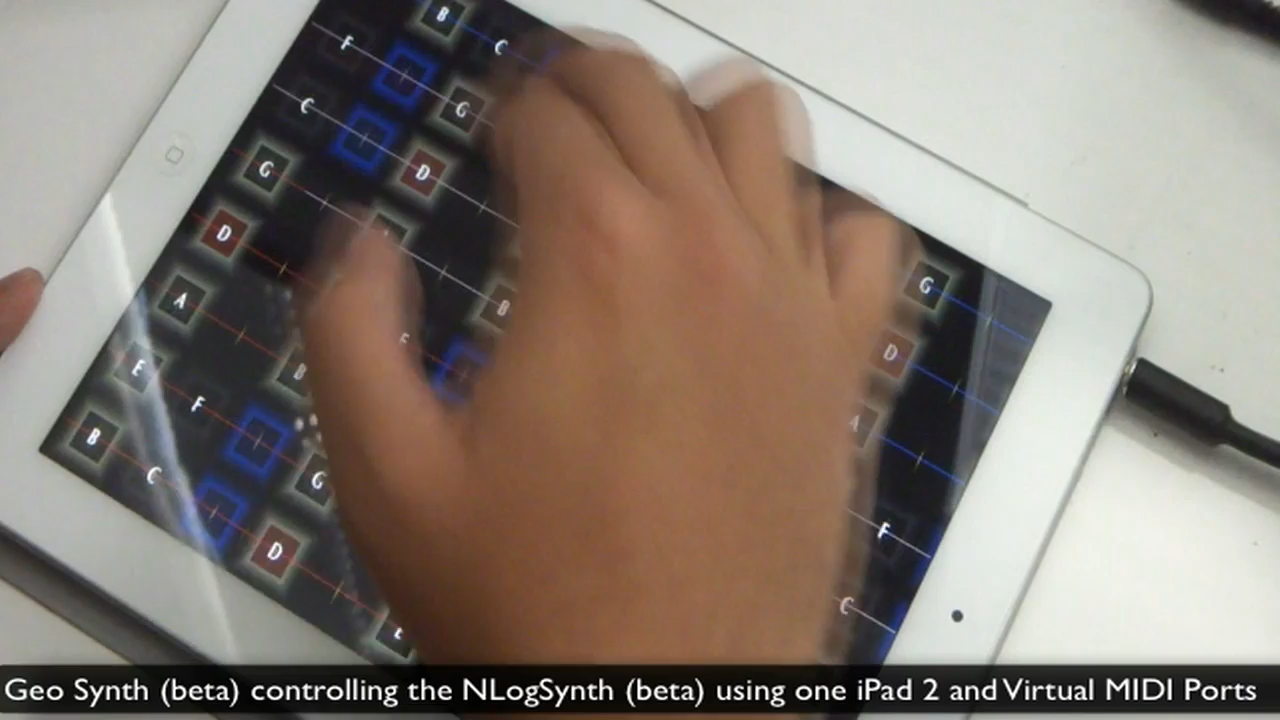 B C
F G
C D
G
D E B
A B
E F
B C G
D
E
G
D
A
F
C
Geo Synth (beta) controlling the NLogSynth (beta) using one iPad 2 and Virtual MIDI Ports